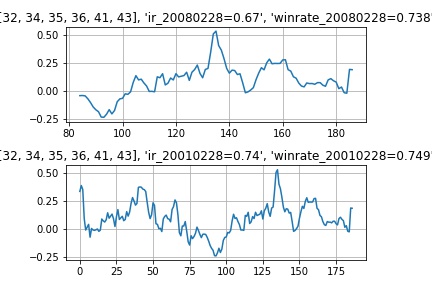 [32, 34, 35, 36, 41, 43], 'ir_20080228=0.67', 'winrate_20080228=0.738'
0.50
0.25
0.00
−0.25
80 100 120 140 160 180
[32, 34, 35, 36, 41, 43], 'ir_20010228=0.74', 'winrate_20010228=0.749'
0.50
0.25
0.00
−0.25
0 25 50 75 100 125 150 175